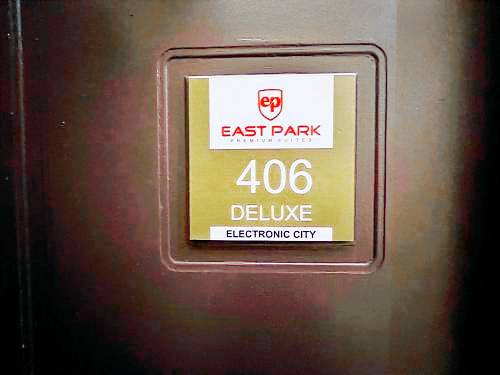 ep
EAST PARK
PREMIUM SUITES
406
DELUXE
ELECTRONIC CITY